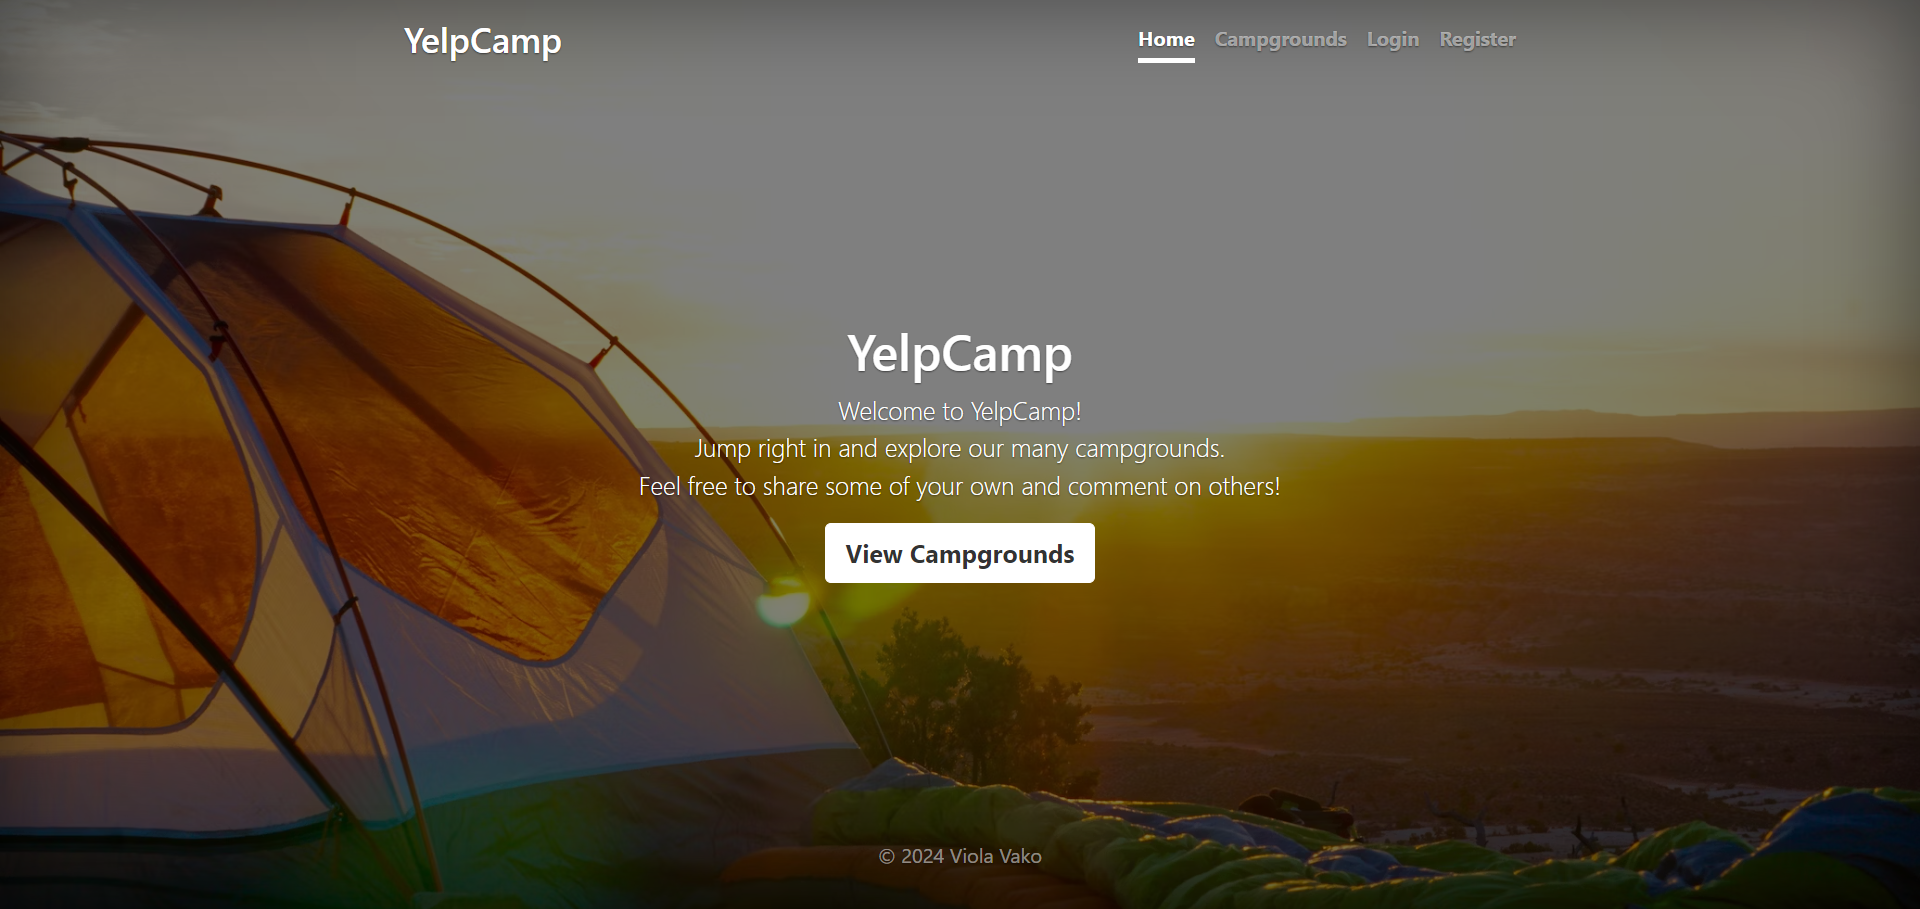 YelpCamp
Home Campgrounds Login Register
YelpCamp
Welcome to YelpCamp!
Jump right in and explore our many campgrounds.
Feel free to share some of your own and comment on others!
View Campgrounds
© 2024 Viola Vako